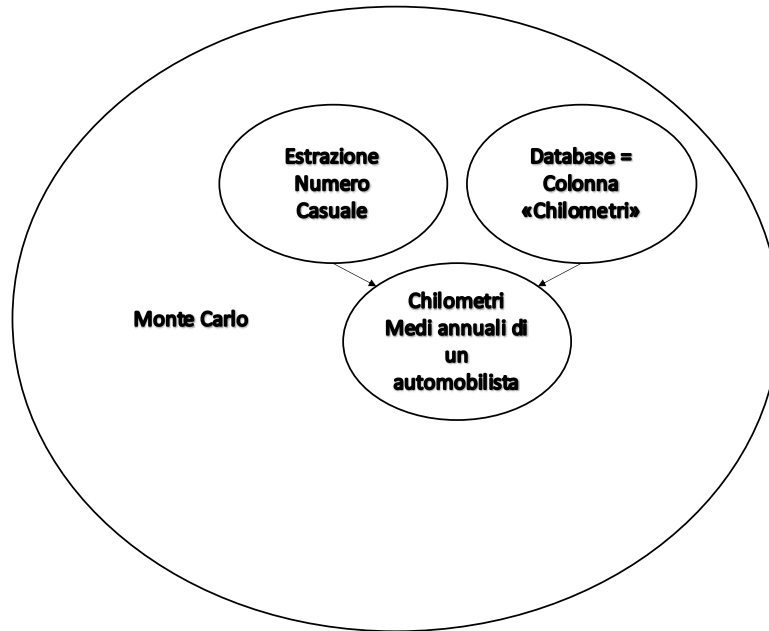 Estrazione
Numero
Casuale
Database =
Colonna
«Chilometri»
Monte Carlo
Chilometri
Medi annuali di
un
automobilista